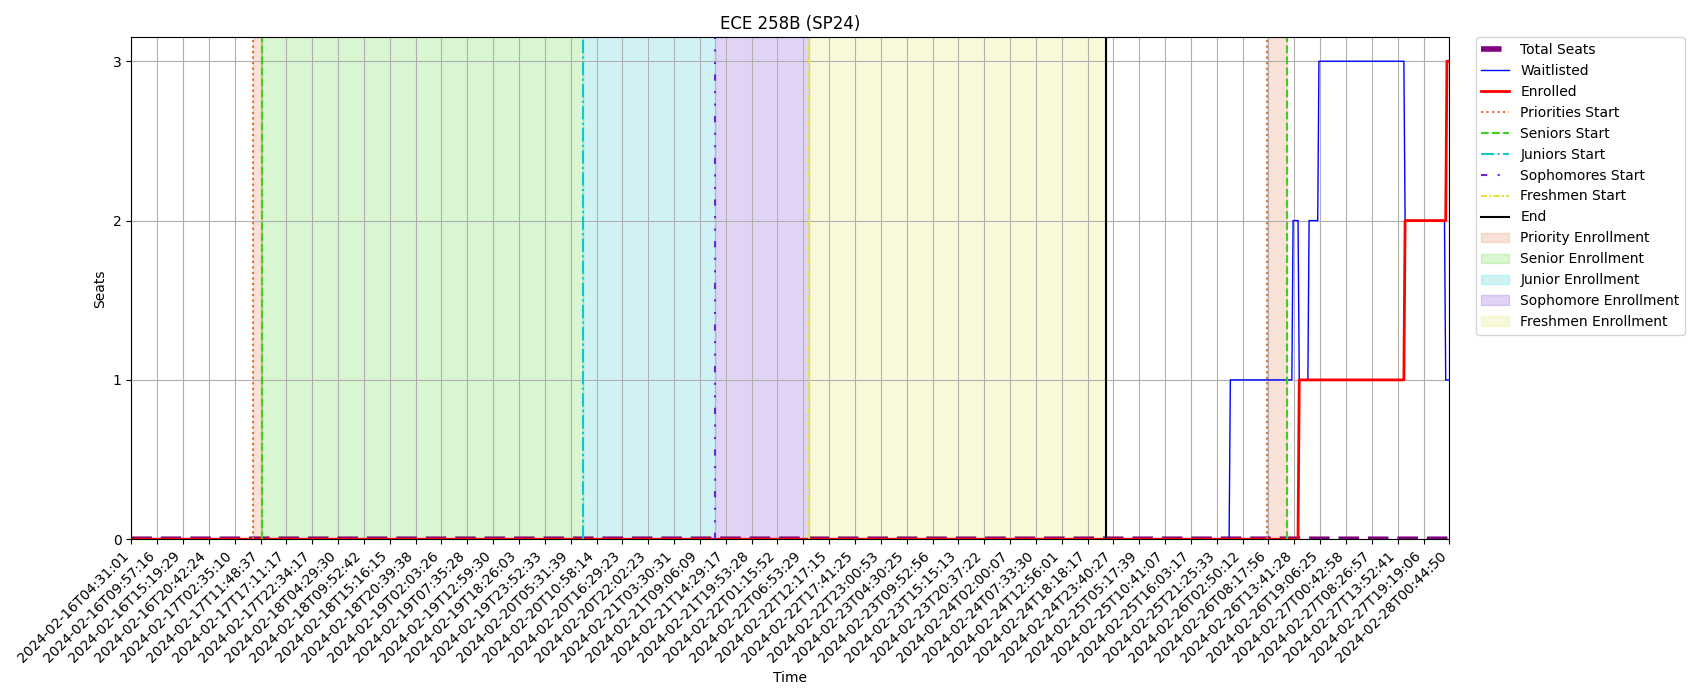 ECE 258B (SP24)
Seats
3
2
1
0
2024-02-16T04:31:01
2024-02-16T09:57:16
2024-02-16T15:19:29
2024-02-16T20:42:24
2024-02-17T02:35:10
2024-02-17T11:48:37
2024-02-17T17:11:17
2024-02-17T22:34:17
2024-02-18T04:29:30
2024-02-18T09:52:42
2024-02-18T15:16:15
2024-02-18T20:39:38
2024-02-19T02:03:26
2024-02-19T07:35:28
2024-02-19T12:59:30
2024-02-19T18:26:03
2024-02-19T23:52:33
2024-02-20T05:31:39
2024-02-20T10:58:14
2024-02-20T16:29:23
2024-02-20T22:02:23
2024-02-21T03:30:31
2024-02-21T09:06:09
2024-02-21T14:29:17
2024-02-21T19:53:28
2024-02-22T01:15:52
2024-02-22T06:53:29
2024-02-22T12:17:15
2024-02-22T17:41:25
2024-02-22T23:00:53
2024-02-23T04:30:25
2024-02-23T09:52:56
2024-02-23T15:15:13
2024-02-23T20:37:22
2024-02-24T02:00:07
2024-02-24T07:33:30
2024-02-24T12:56:01
2024-02-24T18:18:17
2024-02-24T23:40:27
2024-02-25T05:17:39
2024-02-25T10:41:07
2024-02-25T16:03:17
2024-02-25T21:25:33
2024-02-26T02:50:12
2024-02-26T08:17:56
2024-02-26T13:41:28
2024-02-26T19:06:25
2024-02-27T00:42:58
2024-02-27T08:26:57
2024-02-27T13:52:41
2024-02-27T19:19:06
2024-02-28T00:44:50
Time
Total Seats
Waitlisted
Enrolled
Priorities Start
Seniors Start
Juniors Start
Sophomores Start
Freshmen Start
End
Priority Enrollment
Senior Enrollment
Junior Enrollment
Sophomore Enrollment
Freshmen Enrollment